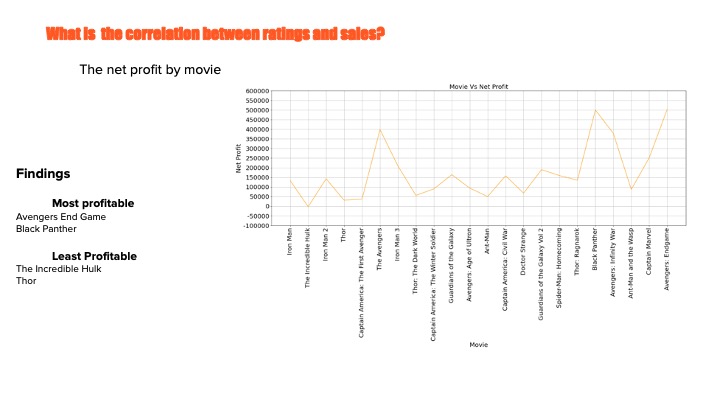 What is the correlation between ratings and sales?
The net profit by movie
Movie Vs Net Profit
600000
550000
500000
450000
400000
350000
300000
250000
200000
150000
100000
50000
0
-50000
-100000
Net Profit
Iron Man
The Incredible Hulk
Iron Man 2
Thor
Captain America: The First Avenger
The Avengers
Iron Man 3
Thor: The Dark World
Captain America: The Winter Soldier
Guardians of the Galaxy
Avengers: Age of Ultron
Ant-Man
Captain America: Civil War
Doctor Strange
Guardians of the Galaxy Vol 2
Spider-Man: Homecoming
Thor: Ragnarok
Black Panther
Avengers: Infinity War
Ant-Man and the Wasp
Captain Marvel
Avengers: Endgame
Movie
Findings
Most profitable
Avengers End Game
Black Panther
Least Profitable
The Incredible Hulk
Thor